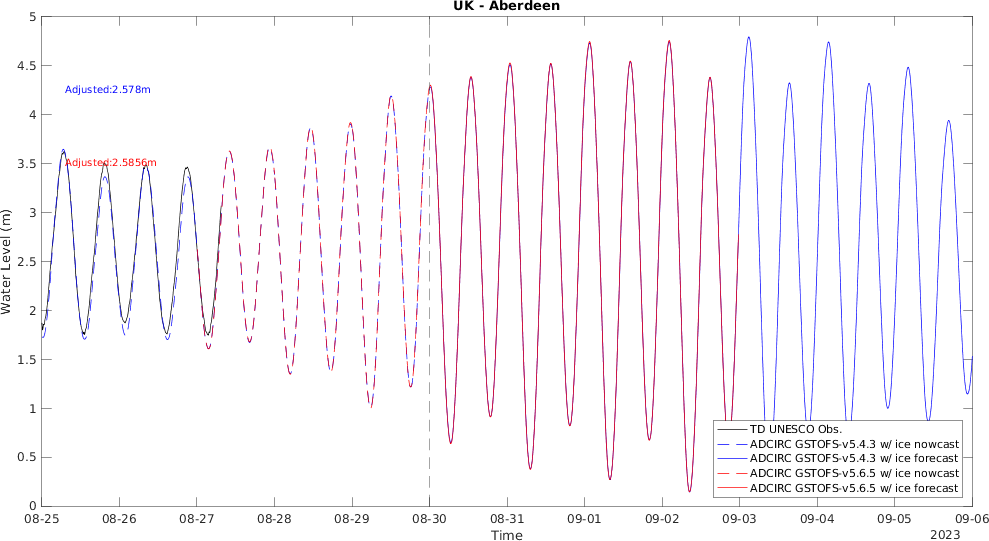 UK - Aberdeen
5
4.5
4
3.5
3
2.5
2
1.5
1
0.5
0
Water Level (m)
Adjusted:2.578m
Adjusted:2.5856m
TD UNESCO Obs.
ADCIRC GSTOFS-v5.4.3 w/ ice nowcast
ADCIRC GSTOFS-v5.4.3 w/ ice forecast
ADCIRC GSTOFS-v5.6.5 w/ ice nowcast
ADCIRC GSTOFS-v5.6.5 w/ ice forecast
08-25 08-26 08-27 08-28 08-29 08-30 08-31 09-01 09-02 09-03 09-04 09-05 09-06
Time
2023